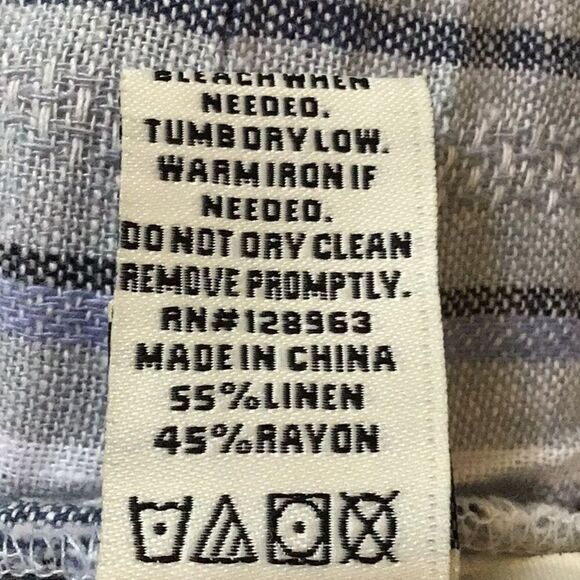 BLEACH WHEN
NEEDED.
TUMB DRY LOW.
WARM IRON IF
NEEDED.
DO NOT DRY CLEAN
REMOVE PROMPTLY.
RN#128963
MADE IN CHINA
55%LINEN
45%RAYON